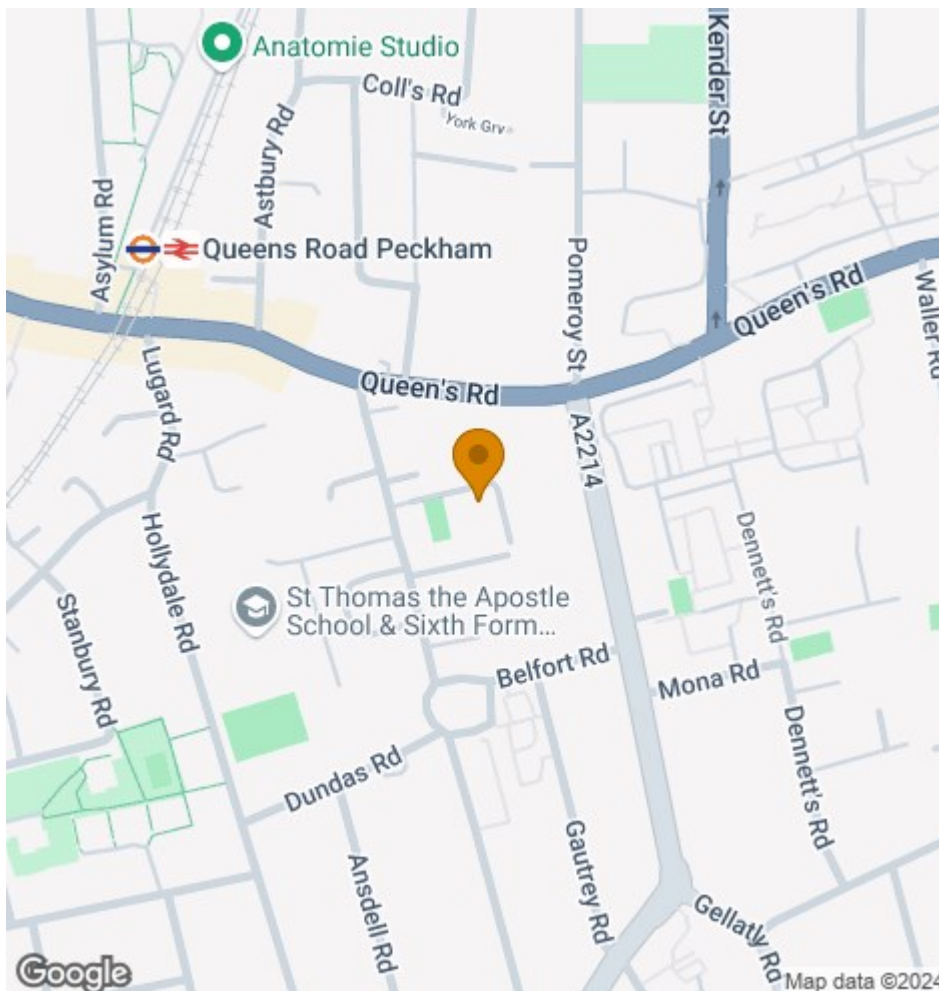 Anatomie Studio
Coll's Rd
York Grv
Kender St
Astbury Rd
Asylum Rd
Queens Road Peckham
Pomeroy St
Queen's Rd
Waller Rd
Lugard Rd
Queen's Rd
A2214
Hollydale Rd
Dennett's Rd
St Thomas the Apostle
School & Sixth Form...
Stanbury Rd
Belfort Rd
Mona Rd
Dundas Rd
Dennett's Rd
Gautrey Rd
Ansdell Rd
Gellatly Rd
Google
Map data ©2024